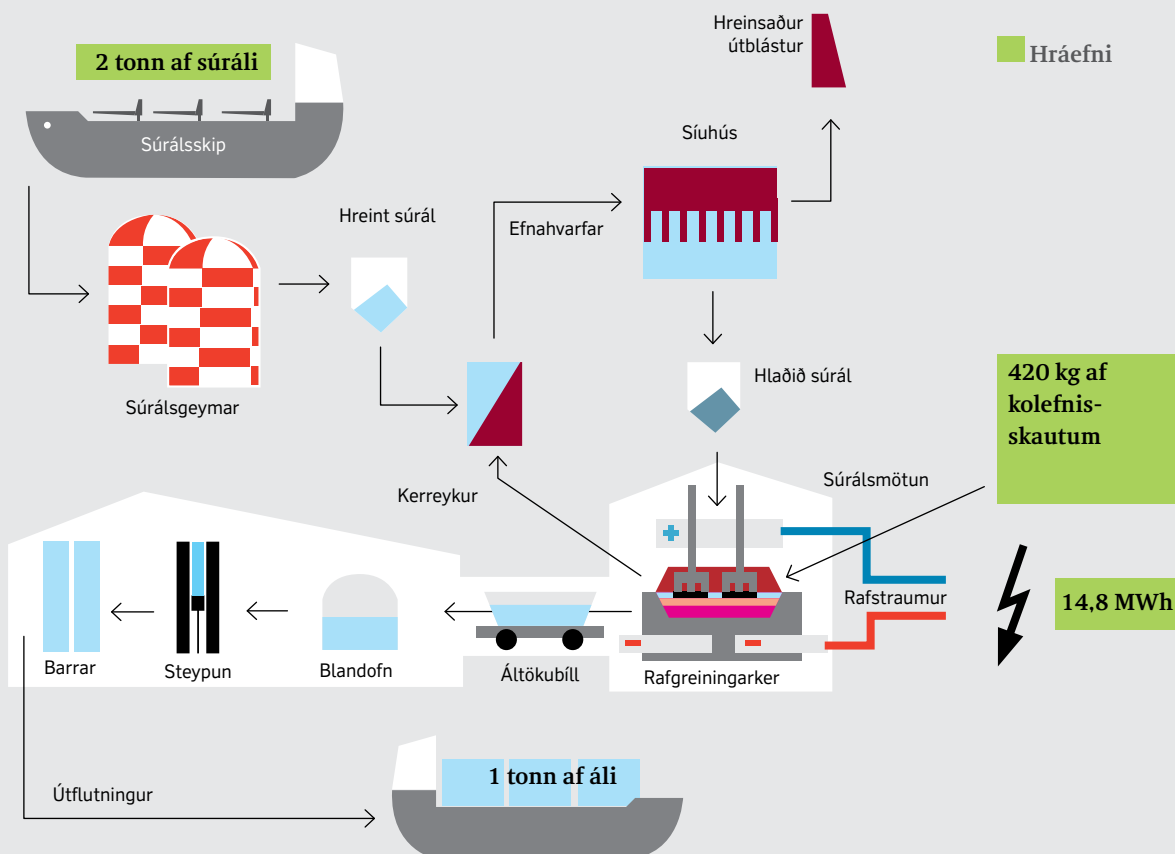 Hreinsaður
útblástur
2 tonn af súráli
Hráefni
Súrálsskip
Síuhús
Hreint súrál
Efnahvarfar
Súrálsgeymar
Hlaðið súrál
420 kg af
kolefnis-
skautum
Kerreykur
Súrálsmötun
Rafstraumur
14,8 MWh
Barrar
Steypun
Blandofn
Áltökubíll
Rafgreiningarker
1 tonn af áli
Útflutningur